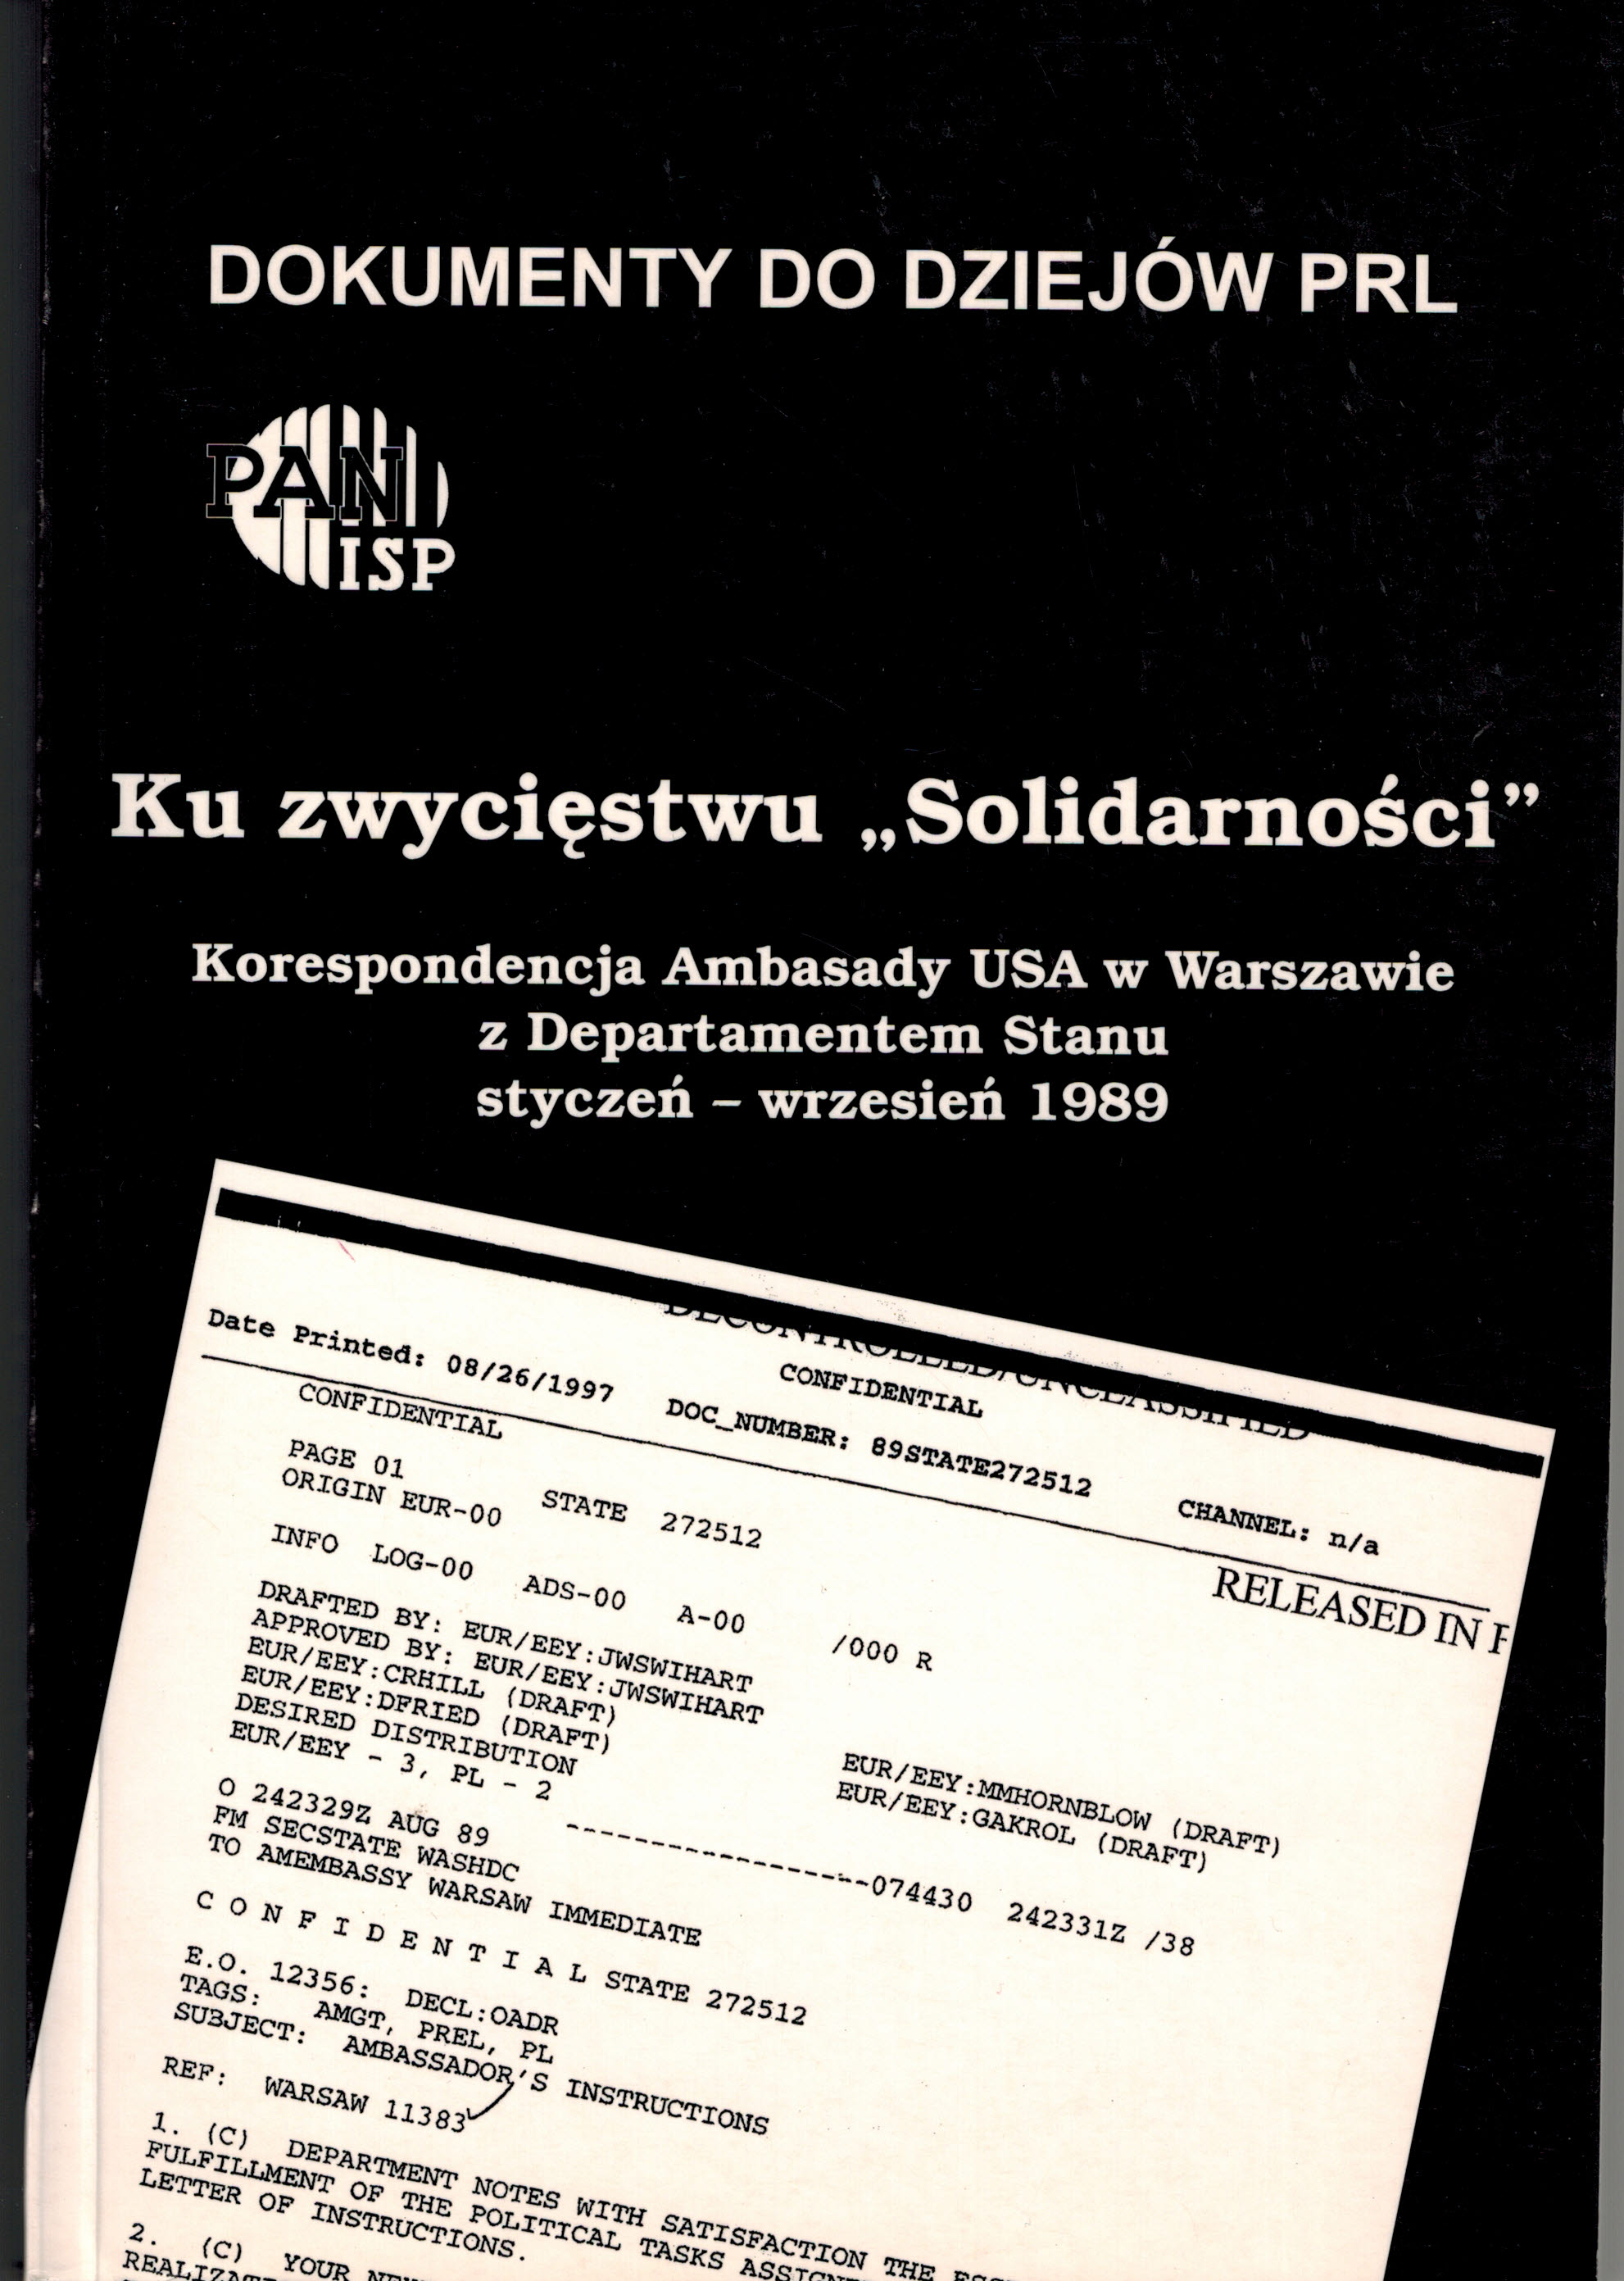 DOKUMENTY DO DZIEJÓW PRL
PAN
ISP
Ku zwycięstwu „Solidarności”
Korespondencja Ambasady USA w Warszawie
z Departamentem Stanu
styczeń – wrzesień 1989
DECONTROLLED/UNCLASSIFIED
CONFIDENTIAL
Date Printed: 08/26/1997 DOC_NUMBER: 89STATE272512 CHANNEL: n/a
CONFIDENTIAL
RELEASED IN
PAGE 01 STATE 272512
ORIGIN EUR-00
INFO LOG-00 ADS-00 A-00 /000 R
DRAFTED BY: EUR/EEY:JWSWIHART
APPROVED BY: EUR/EEY:JWSWIHART
EUR/EEY:CRHILL (DRAFT) EUR/EEY:MMHORNBLOW (DRAFT)
EUR/EEY:DFRIED (DRAFT) EUR/EEY:GAKROL (DRAFT)
DESIRED DISTRIBUTION
EUR/EEY - 3, PL - 2
O 242329Z AUG 89 ------------------074430 242331Z /38
FM SECSTATE WASHDC
TO AMEMBASSY WARSAW IMMEDIATE
C O N F I D E N T I A L STATE 272512
E.O. 12356: DECL:OADR
TAGS: AMGT, PREL, PL
SUBJECT: AMBASSADOR'S INSTRUCTIONS
REF: WARSAW 11383
1. (C) DEPARTMENT NOTES WITH SATISFACTION THE
FULFILLMENT OF THE POLITICAL TASKS
LETTER OF INSTRUCTIONS.
2. (C) YOUR